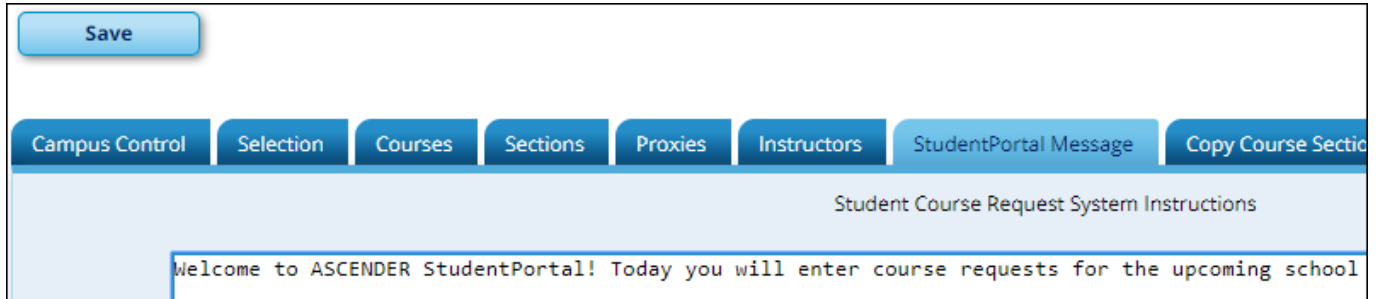 Save
Campus Control Selection Courses Sections Proxies Instructors StudentPortal Message Copy Course
Student Course Request System Instructions
Welcome to ASCENDER StudentPortal! Today you will enter course requests for the upcoming school